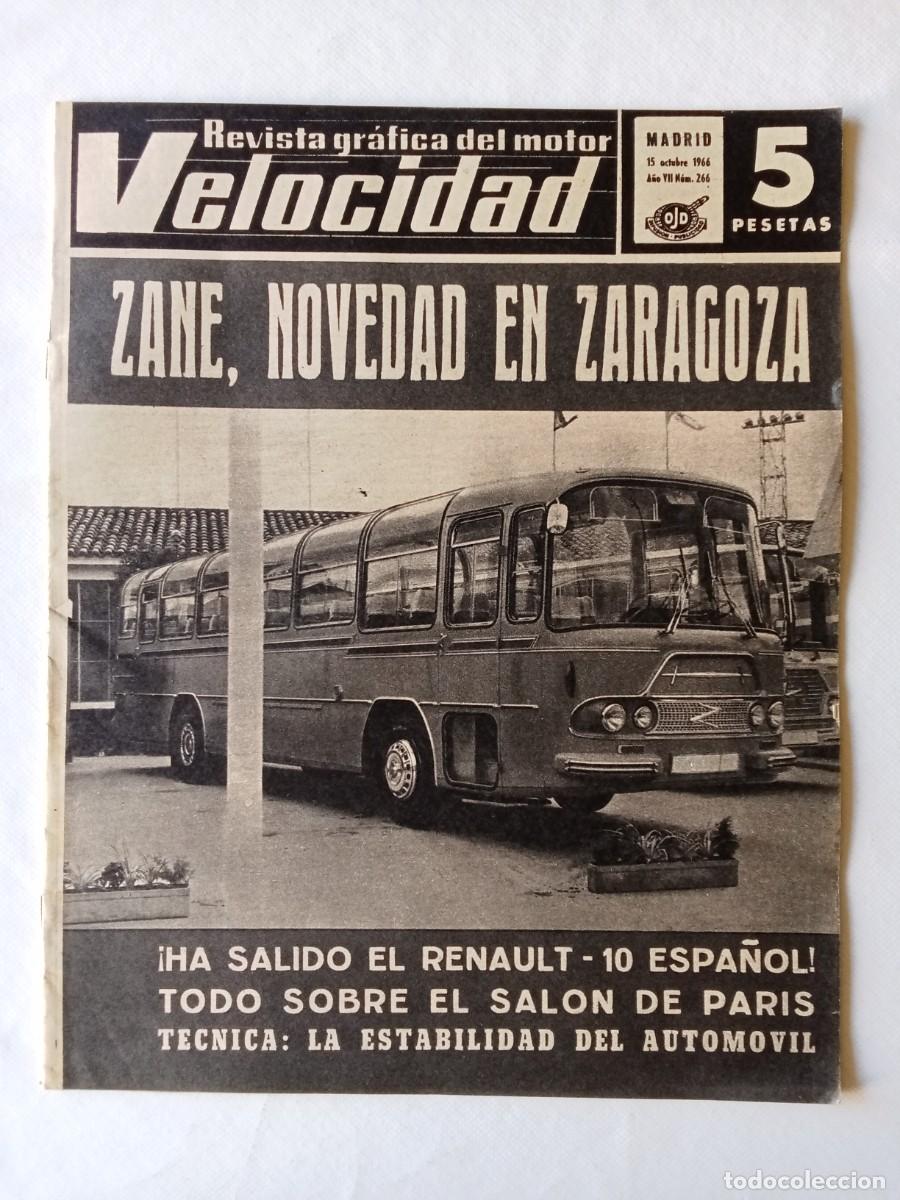 Revista gráfica del motor
Velocidad
MADRID
15 octubre 1966
Año VII Núm. 266
OJD
5
PESETAS
ZANE, NOVEDAD EN ZARAGOZA
¡HA SALIDO EL RENAULT - 10 ESPAÑOL!
TODO SOBRE EL SALON DE PARIS
TECNICA: LA ESTABILIDAD DEL AUTOMOVIL
todocoleccion